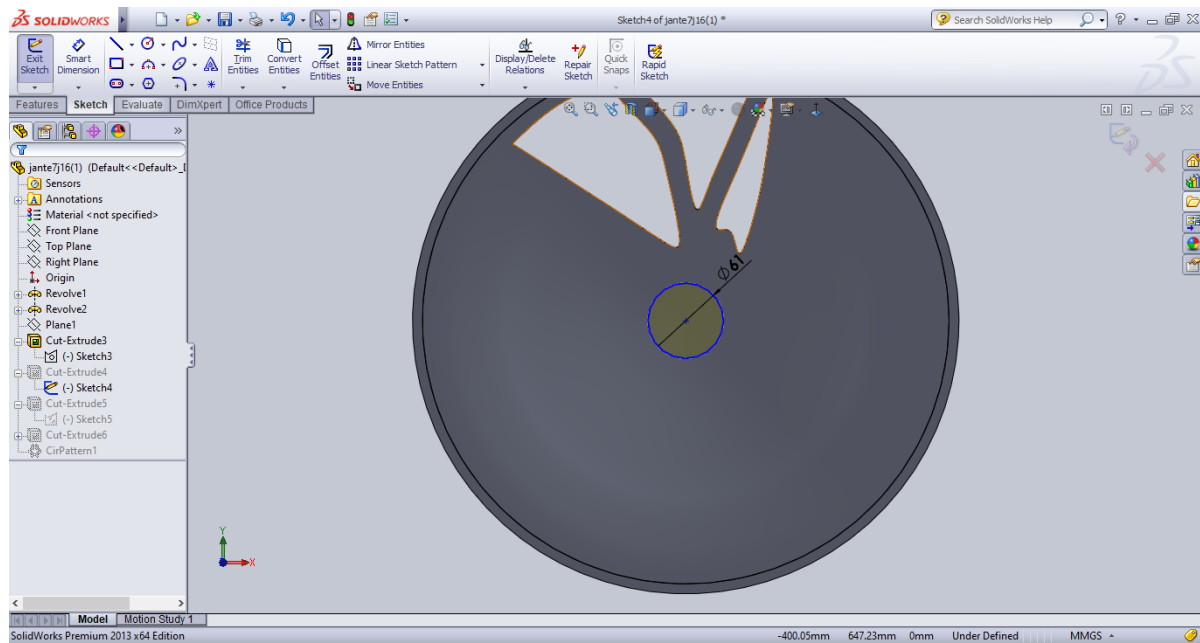 SOLIDWORKS
Sketch4 of jante7j16(1) *
Search SolidWorks Help
Exit Sketch
Smart Dimension
Trim Entities
Convert Entities
Offset Entities
Mirror Entities
Linear Sketch Pattern
Move Entities
Display/Delete Relations
Repair Sketch
Quick Snaps
Rapid Sketch
Features Sketch Evaluate DimXpert Office Products
jante7j16(1) (Default<<Default>_
Sensors
Annotations
Material <not specified>
Front Plane
Top Plane
Right Plane
Origin
Revolve1
Revolve2
Plane1
Cut-Extrude3
(-) Sketch3
Cut-Extrude4
(-) Sketch4
Cut-Extrude5
(-) Sketch5
Cut-Extrude6
CirPattern1
Ø61
Y
X
Model Motion Study 1
SolidWorks Premium 2013 x64 Edition
-400.05mm 647.23mm 0mm Under Defined MMGS